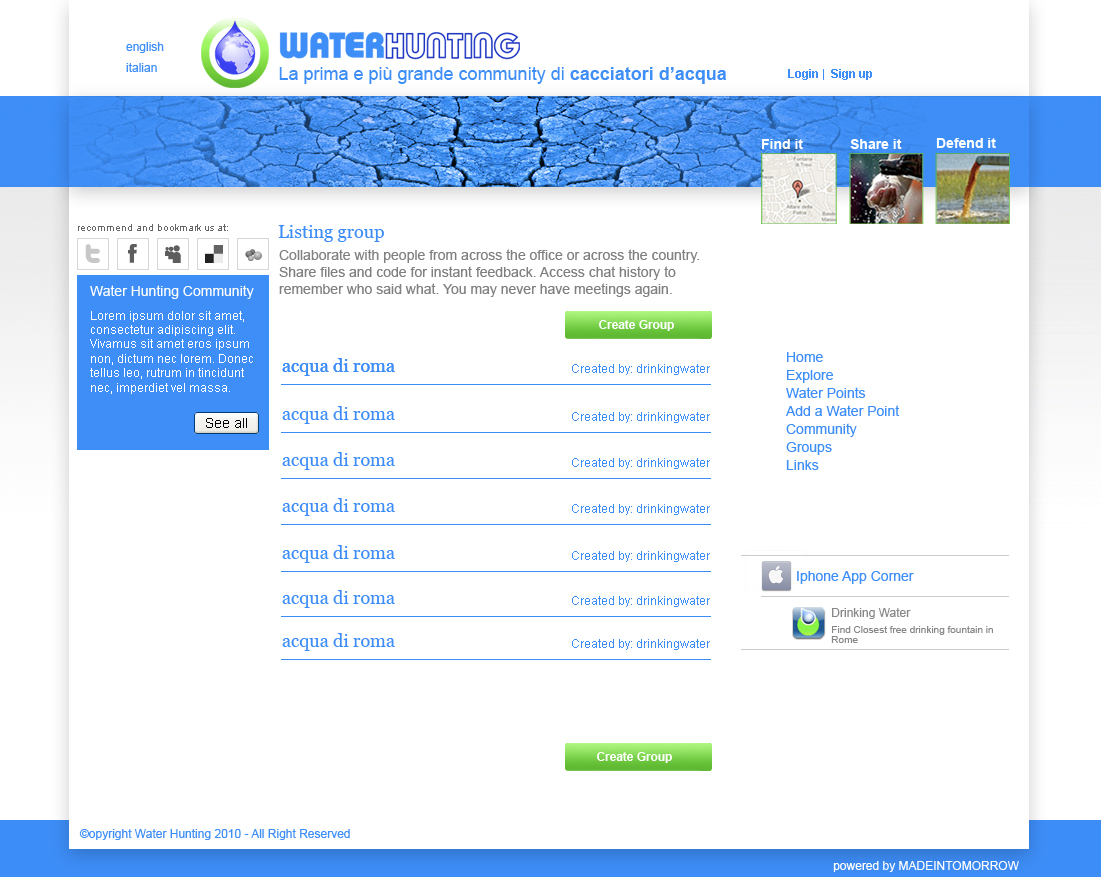 english
italian
WATERHUNTING
La prima e più grande community di cacciatori d'acqua
Login | Sign up
Find it
Share it
Defend it
recommend and bookmark us at:
Water Hunting Community
Lorem ipsum dolor sit amet,
consectetur adipiscing elit.
Vivamus sit amet eros ipsum
non, dictum nec lorem. Donec
tellus leo, rutrum in tincidunt
nec, imperdiet vel massa.
See all
Listing group
Collaborate with people from across the office or across the country.
Share files and code for instant feedback. Access chat history to
remember who said what. You may never have meetings again.
Create Group
acqua di roma Created by: drinkingwater
acqua di roma Created by: drinkingwater
acqua di roma Created by: drinkingwater
acqua di roma Created by: drinkingwater
acqua di roma Created by: drinkingwater
acqua di roma Created by: drinkingwater
acqua di roma Created by: drinkingwater
Create Group
Home
Explore
Water Points
Add a Water Point
Community
Groups
Links
Iphone App Corner
Drinking Water
Find Closest free drinking fountain in
Rome
©opyright Water Hunting 2010 - All Right Reserved
powered by MADEINTOMORROW